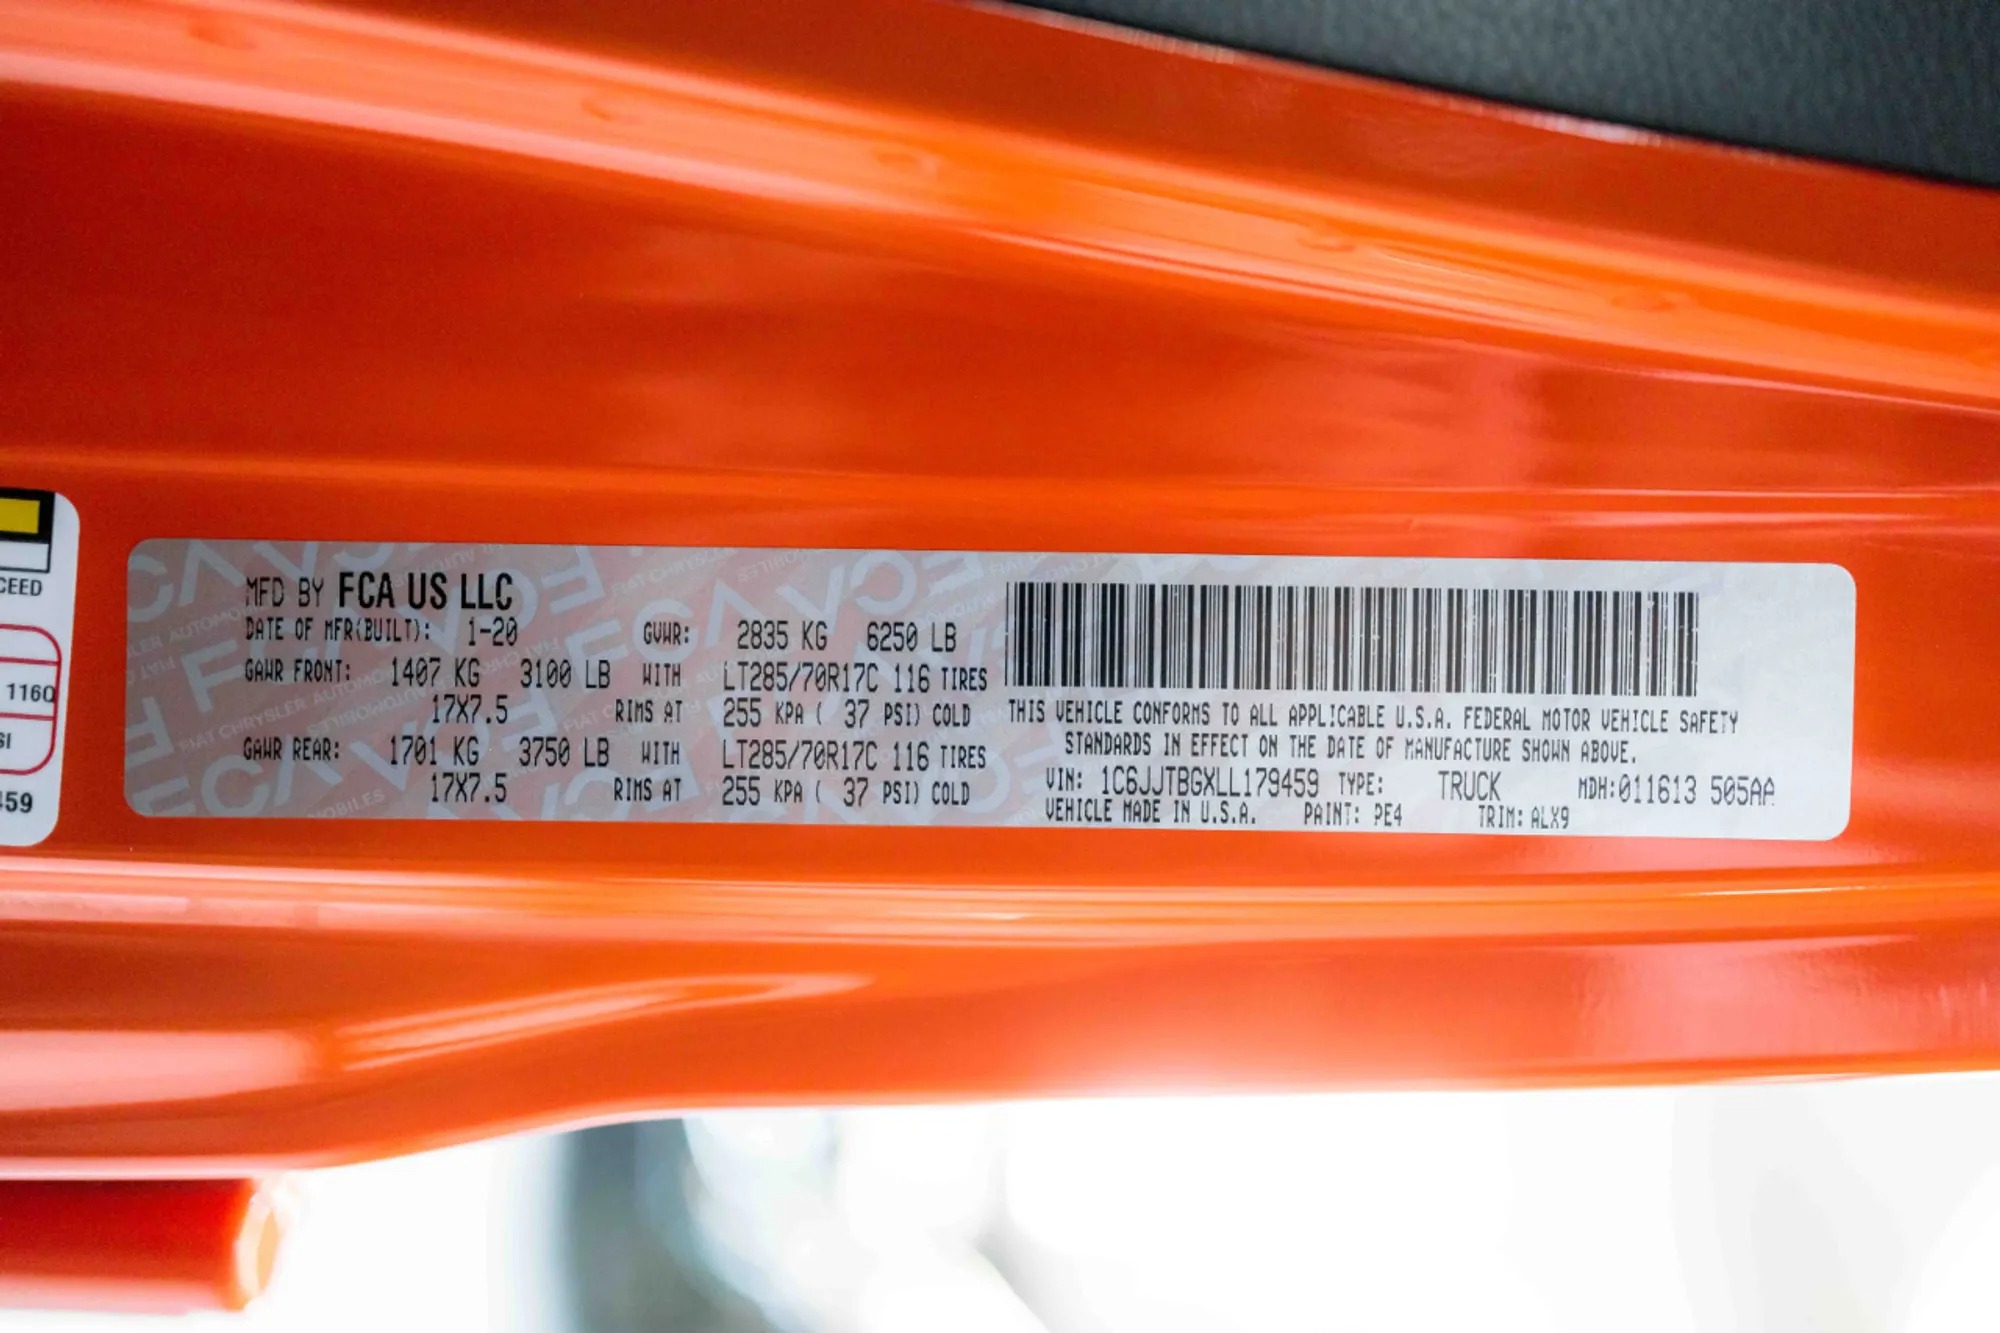 CEED
1160
SI
459
MFD BY FCA US LLC
DATE OF MFR(BUILT): 1-20 GVWR: 2835 KG 6250 LB
GAWR FRONT: 1407 KG 3100 LB WITH LT285/70R17C 116 TIRES
17X7.5 RIMS AT 255 KPA ( 37 PSI) COLD
GAWR REAR: 1701 KG 3750 LB WITH LT285/70R17C 116 TIRES
17X7.5 RIMS AT 255 KPA ( 37 PSI) COLD
THIS VEHICLE CONFORMS TO ALL APPLICABLE U.S.A. FEDERAL MOTOR VEHICLE SAFETY
STANDARDS IN EFFECT ON THE DATE OF MANUFACTURE SHOWN ABOVE.
VIN: 1C6JJTBGXLL179459 TYPE: TRUCK MDH:011613 505AA
VEHICLE MADE IN U.S.A. PAINT: PE4 TRIM: ALX9